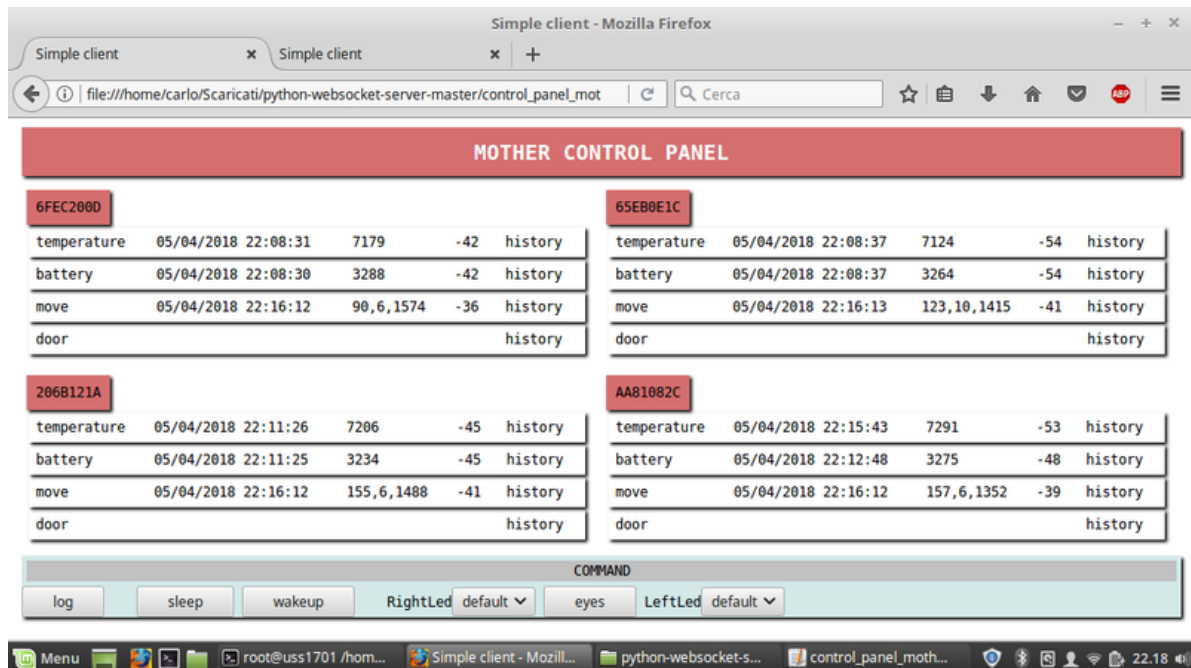 Simple client - Mozilla Firefox
Simple client Simple client
file:///home/carlo/Scaricati/python-websocket-server-master/control_panel_mot Cerca ABP
MOTHER CONTROL PANEL
6FEC200D
temperature 05/04/2018 22:08:31 7179 -42 history
battery 05/04/2018 22:08:30 3288 -42 history
move 05/04/2018 22:16:12 90,6,1574 -36 history
door history
65EB0E1C
temperature 05/04/2018 22:08:37 7124 -54 history
battery 05/04/2018 22:08:37 3264 -54 history
move 05/04/2018 22:16:13 123,10,1415 -41 history
door history
206B121A
temperature 05/04/2018 22:11:26 7206 -45 history
battery 05/04/2018 22:11:25 3234 -45 history
move 05/04/2018 22:16:12 155,6,1488 -41 history
door history
AA81082C
temperature 05/04/2018 22:15:43 7291 -53 history
battery 05/04/2018 22:12:48 3275 -48 history
move 05/04/2018 22:16:12 157,6,1352 -39 history
door history
COMMAND
log sleep wakeup RightLed default eyes LeftLed default
Menu root@uss1701 /hom... Simple client - Mozill... python-websocket-s... control_panel_moth... 22.18